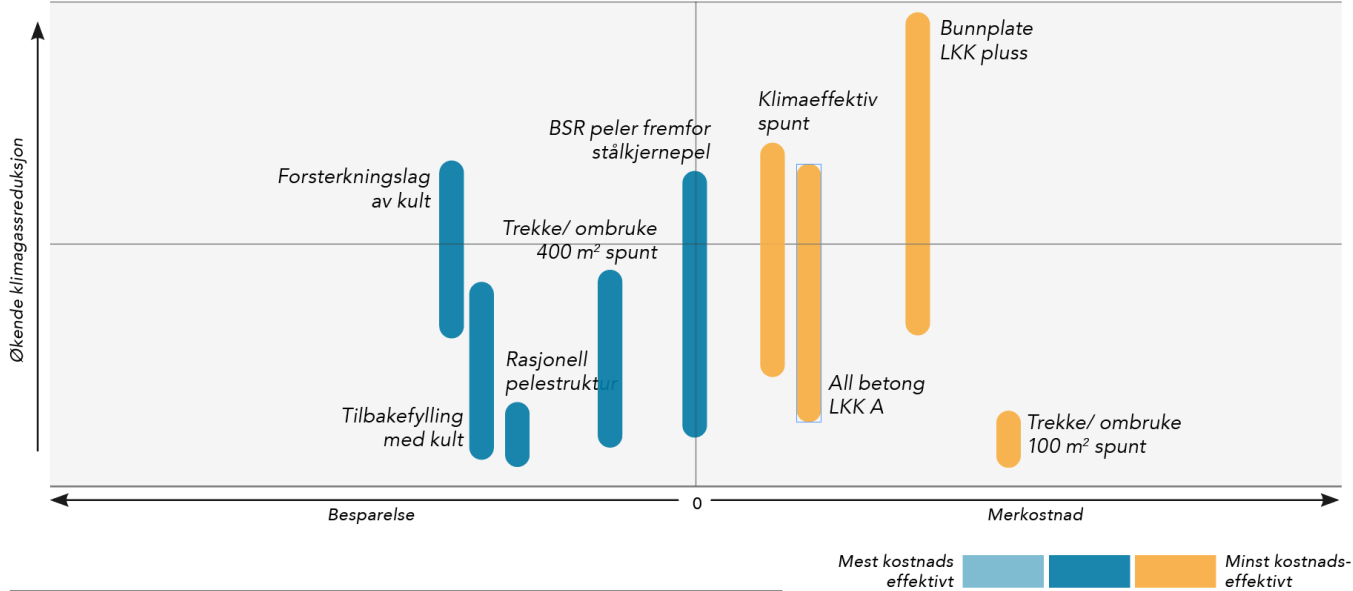 Bunnplate
LKK pluss
Klimaeffektiv
spunt
BSR peler fremfor
stålkjernepel
Forsterkningslag
av kult
Trekke/ ombruke
400 m² spunt
Rasjonell
pelestruktur
Tilbakefylling
med kult
All betong
LKK A
Trekke/ ombruke
100 m² spunt
Økende klimagassreduksjon
Besparelse
0
Merkostnad
Mest kostnads
effektivt
Minst kostnads-
effektivt